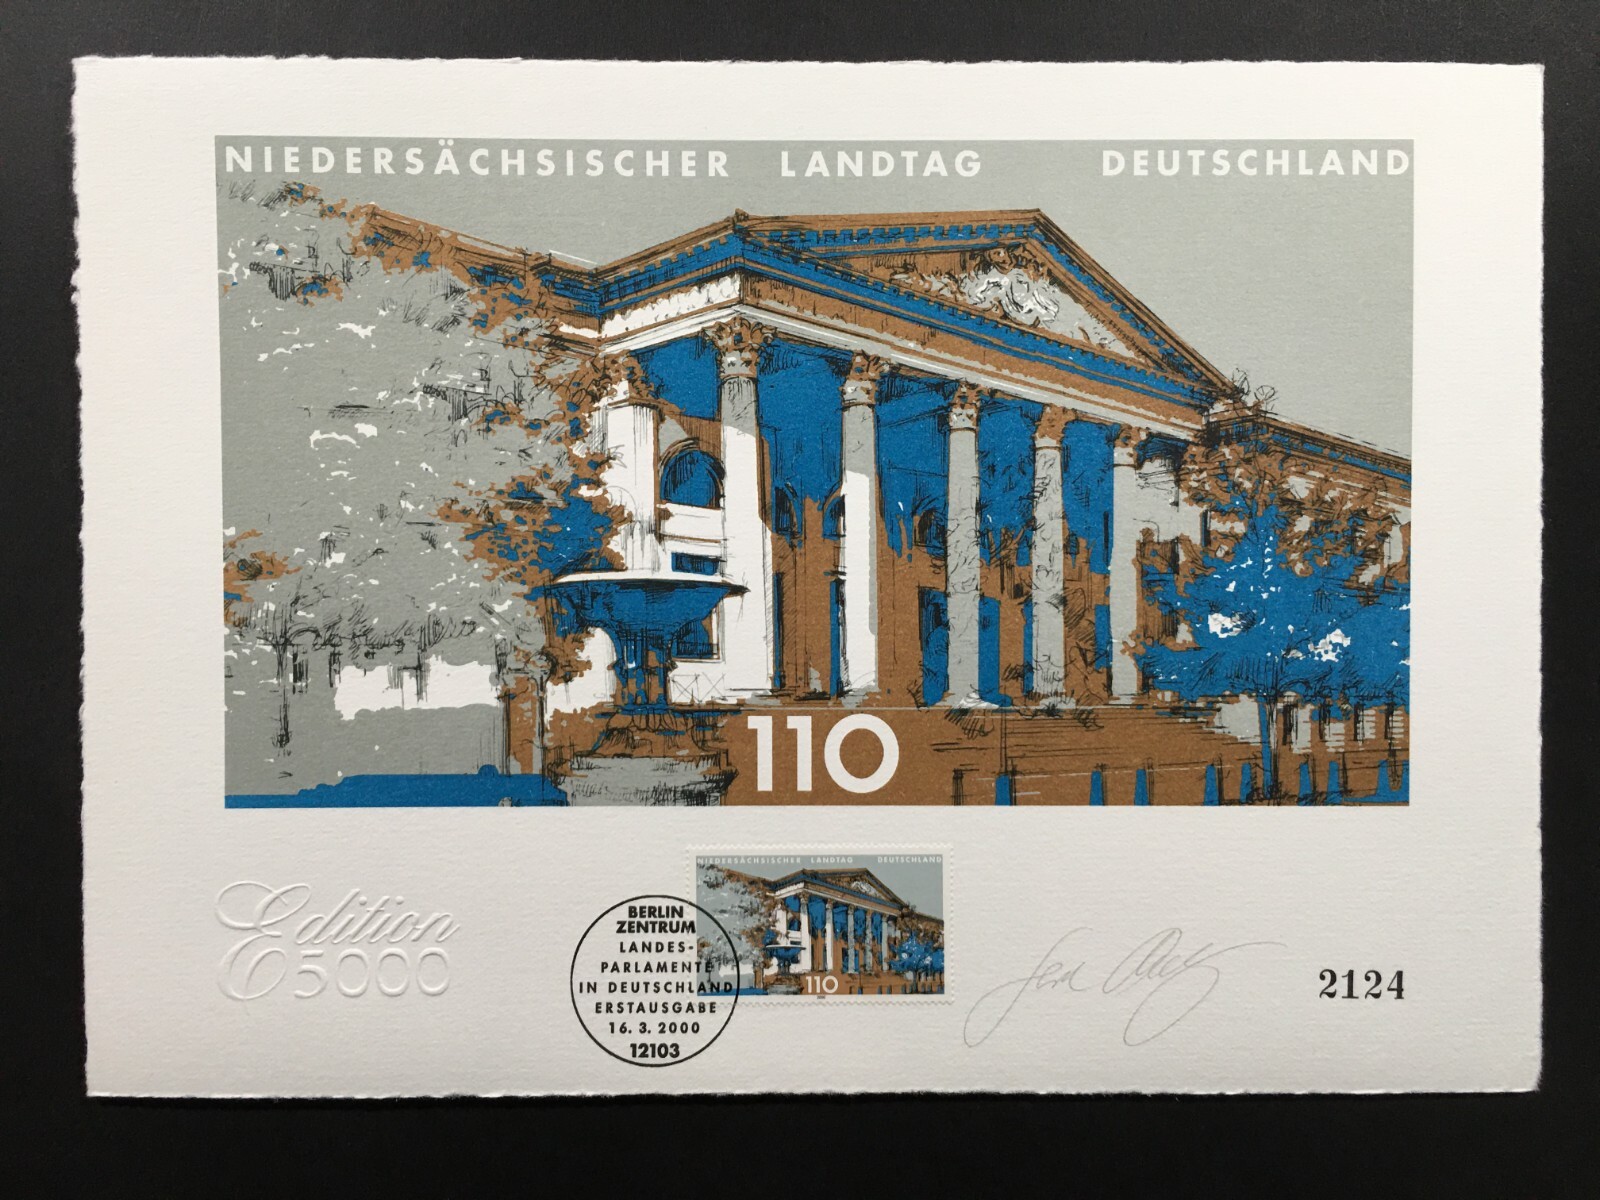 NIEDERSÄCHSISCHER LANDTAG DEUTSCHLAND
110
NIEDERSÄCHSISCHER LANDTAG DEUTSCHLAND
110
BERLIN
ZENTRUM
LANDES-
PARLAMENTE
IN DEUTSCHLAND
ERSTAUSGABE
16. 3. 2000
12103
Edition
5000
2124